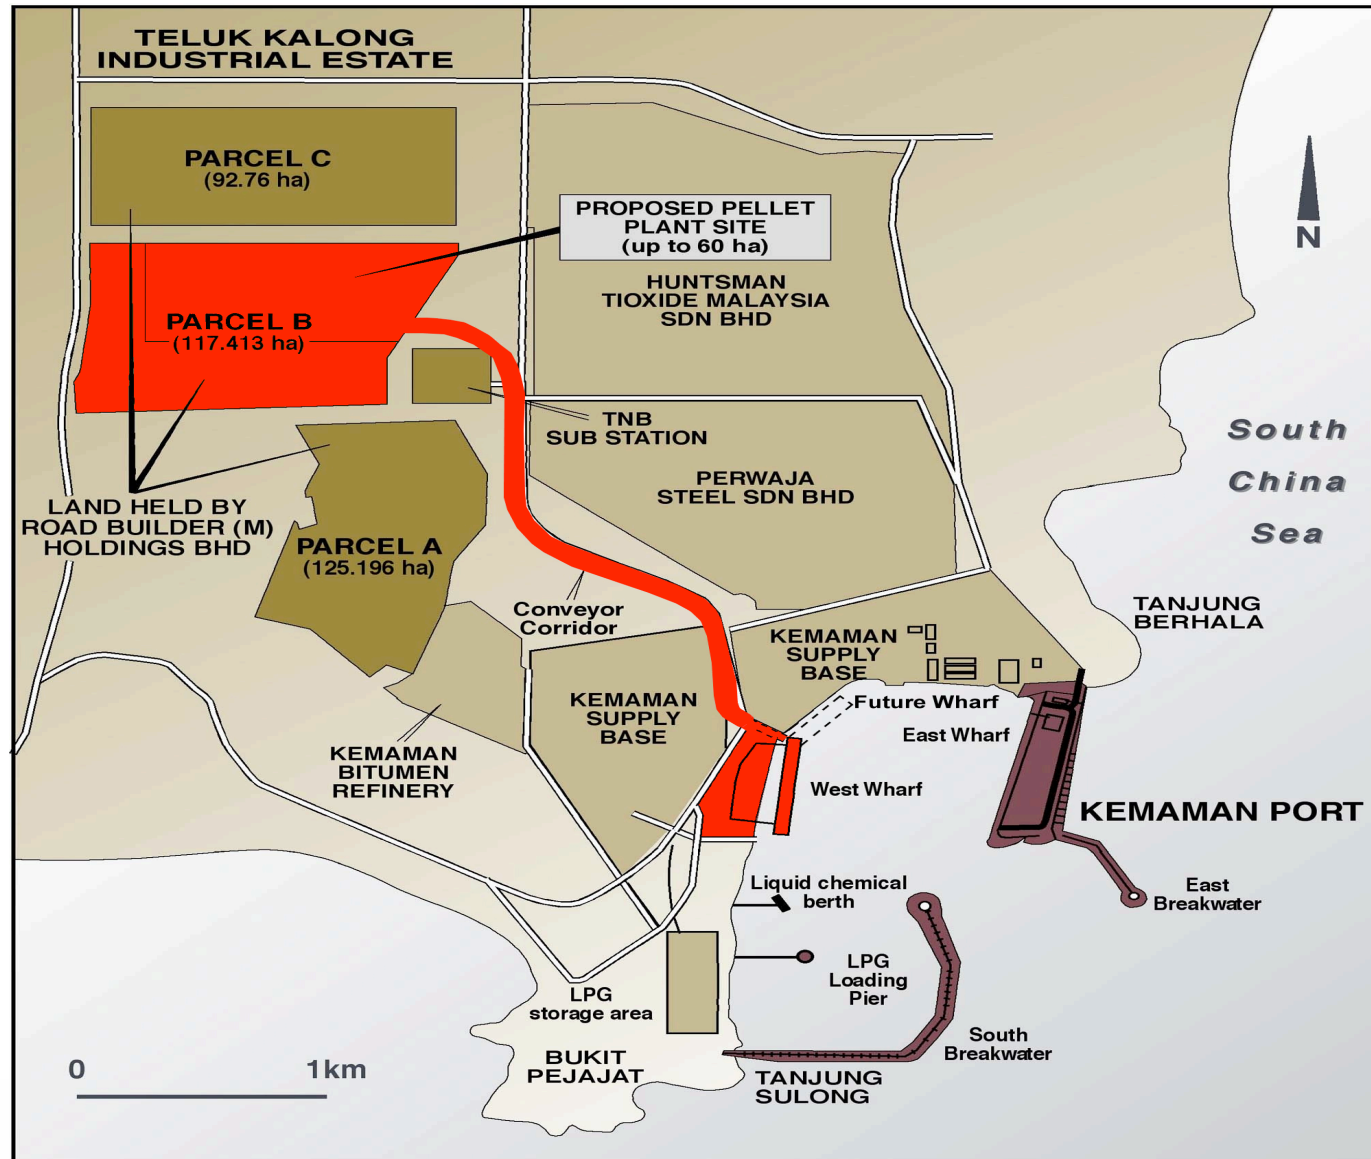 TELUK KALONG
INDUSTRIAL ESTATE
PARCEL C
(92.76 ha)
PROPOSED PELLET
PLANT SITE
(up to 60 ha)
N
HUNTSMAN
TIOXIDE MALAYSIA
SDN BHD
PARCEL B
(117.413 ha)
TNB
SUB STATION
South
China
Sea
PERWAJA
STEEL SDN BHD
LAND HELD BY
ROAD BUILDER (M)
HOLDINGS BHD
PARCEL A
(125.196 ha)
Conveyor
Corridor
TANJUNG
BERHALA
KEMAMAN
SUPPLY
BASE
KEMAMAN
SUPPLY
BASE
Future Wharf
East Wharf
KEMAMAN
BITUMEN
REFINERY
West Wharf
KEMAMAN PORT
Liquid chemical
berth
East
Breakwater
LPG
Loading
Pier
LPG
storage area
South
Breakwater
BUKIT
PEJAJAT
TANJUNG
SULONG
0 1km